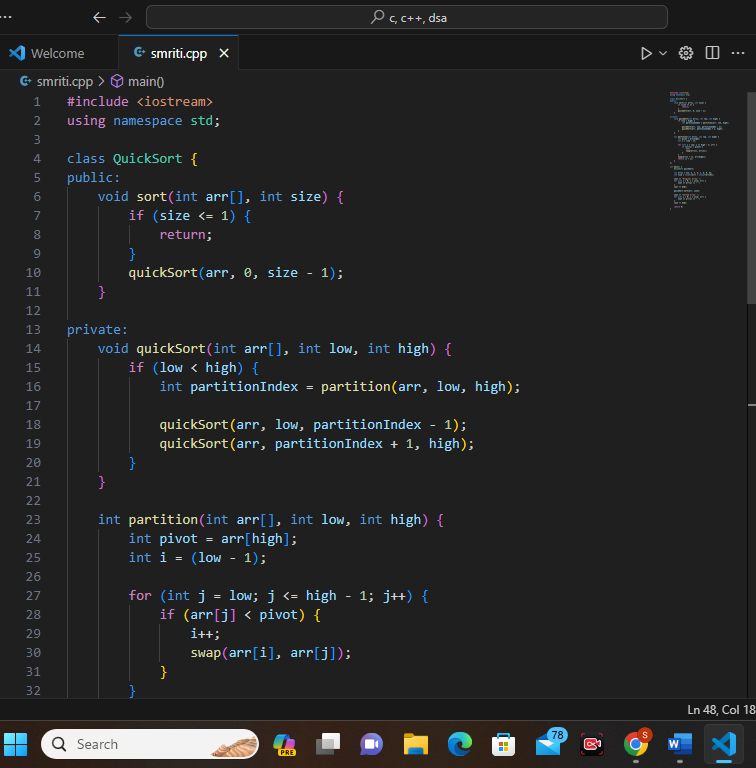 c, c++, dsa
Welcome
smriti.cpp
smriti.cpp > main()
1 #include <iostream>
2 using namespace std;
3
4 class QuickSort {
5 public:
6     void sort(int arr[], int size) {
7         if (size <= 1) {
8             return;
9         }
10         quickSort(arr, 0, size - 1);
11     }
12
13 private:
14     void quickSort(int arr[], int low, int high) {
15         if (low < high) {
16             int partitionIndex = partition(arr, low, high);
17
18             quickSort(arr, low, partitionIndex - 1);
19             quickSort(arr, partitionIndex + 1, high);
20         }
21     }
22
23     int partition(int arr[], int low, int high) {
24         int pivot = arr[high];
25         int i = (low - 1);
26
27         for (int j = low; j <= high - 1; j++) {
28             if (arr[j] < pivot) {
29                 i++;
30                 swap(arr[i], arr[j]);
31             }
32         }
Ln 48, Col 18
Search
PRE
78
S
W